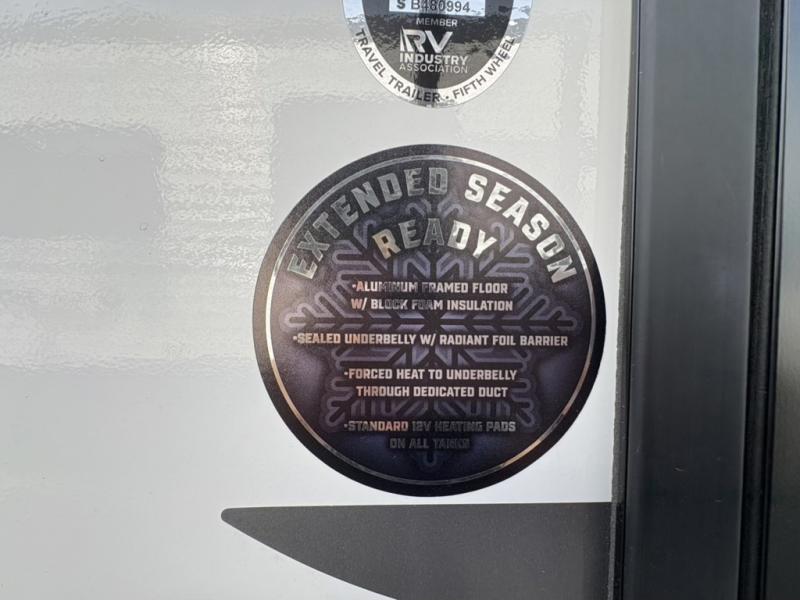 $ B480994
MEMBER
RV
INDUSTRY
ASSOCIATION
TRAVEL TRAILER • FIFTH WHEEL
EXTENDED SEASON
READY
•ALUMINUM FRAMED FLOOR
W/ BLOCK FOAM INSULATION
•SEALED UNDERBELLY W/ RADIANT FOIL BARRIER
•FORCED HEAT TO UNDERBELLY
THROUGH DEDICATED DUCT
•STANDARD 12V HEATING PADS
ON ALL TANKS